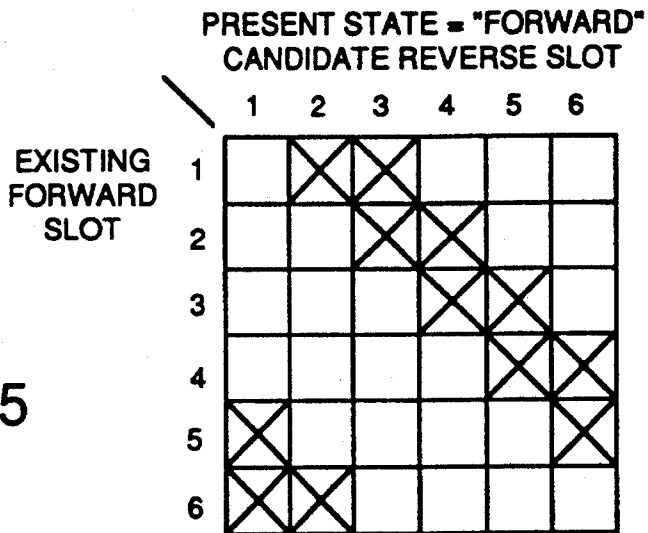 PRESENT STATE = "FORWARD"
CANDIDATE REVERSE SLOT
1 2 3 4 5 6
EXISTING
FORWARD
SLOT
1
2
3
4
5
5
6